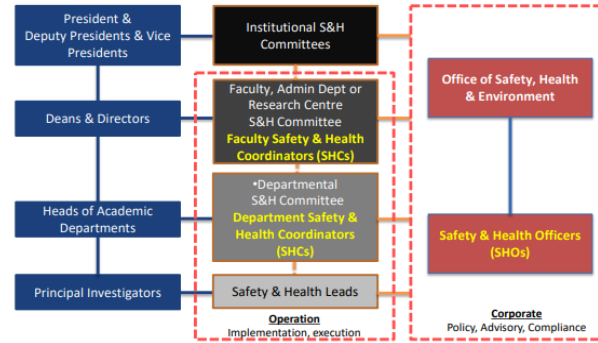 President &
Deputy Presidents & Vice
Presidents
Institutional S&H
Committees
Office of Safety, Health
& Environment
Deans & Directors
Faculty, Admin Dept or
Research Centre
S&H Committee
Faculty Safety & Health
Coordinators (SHCs)
Heads of Academic
Departments
•Departmental
S&H Committee
Department Safety &
Health Coordinators
(SHCs)
Safety & Health Officers
(SHOs)
Principal Investigators
Safety & Health Leads
Operation
Implementation, execution
Corporate
Policy, Advisory, Compliance